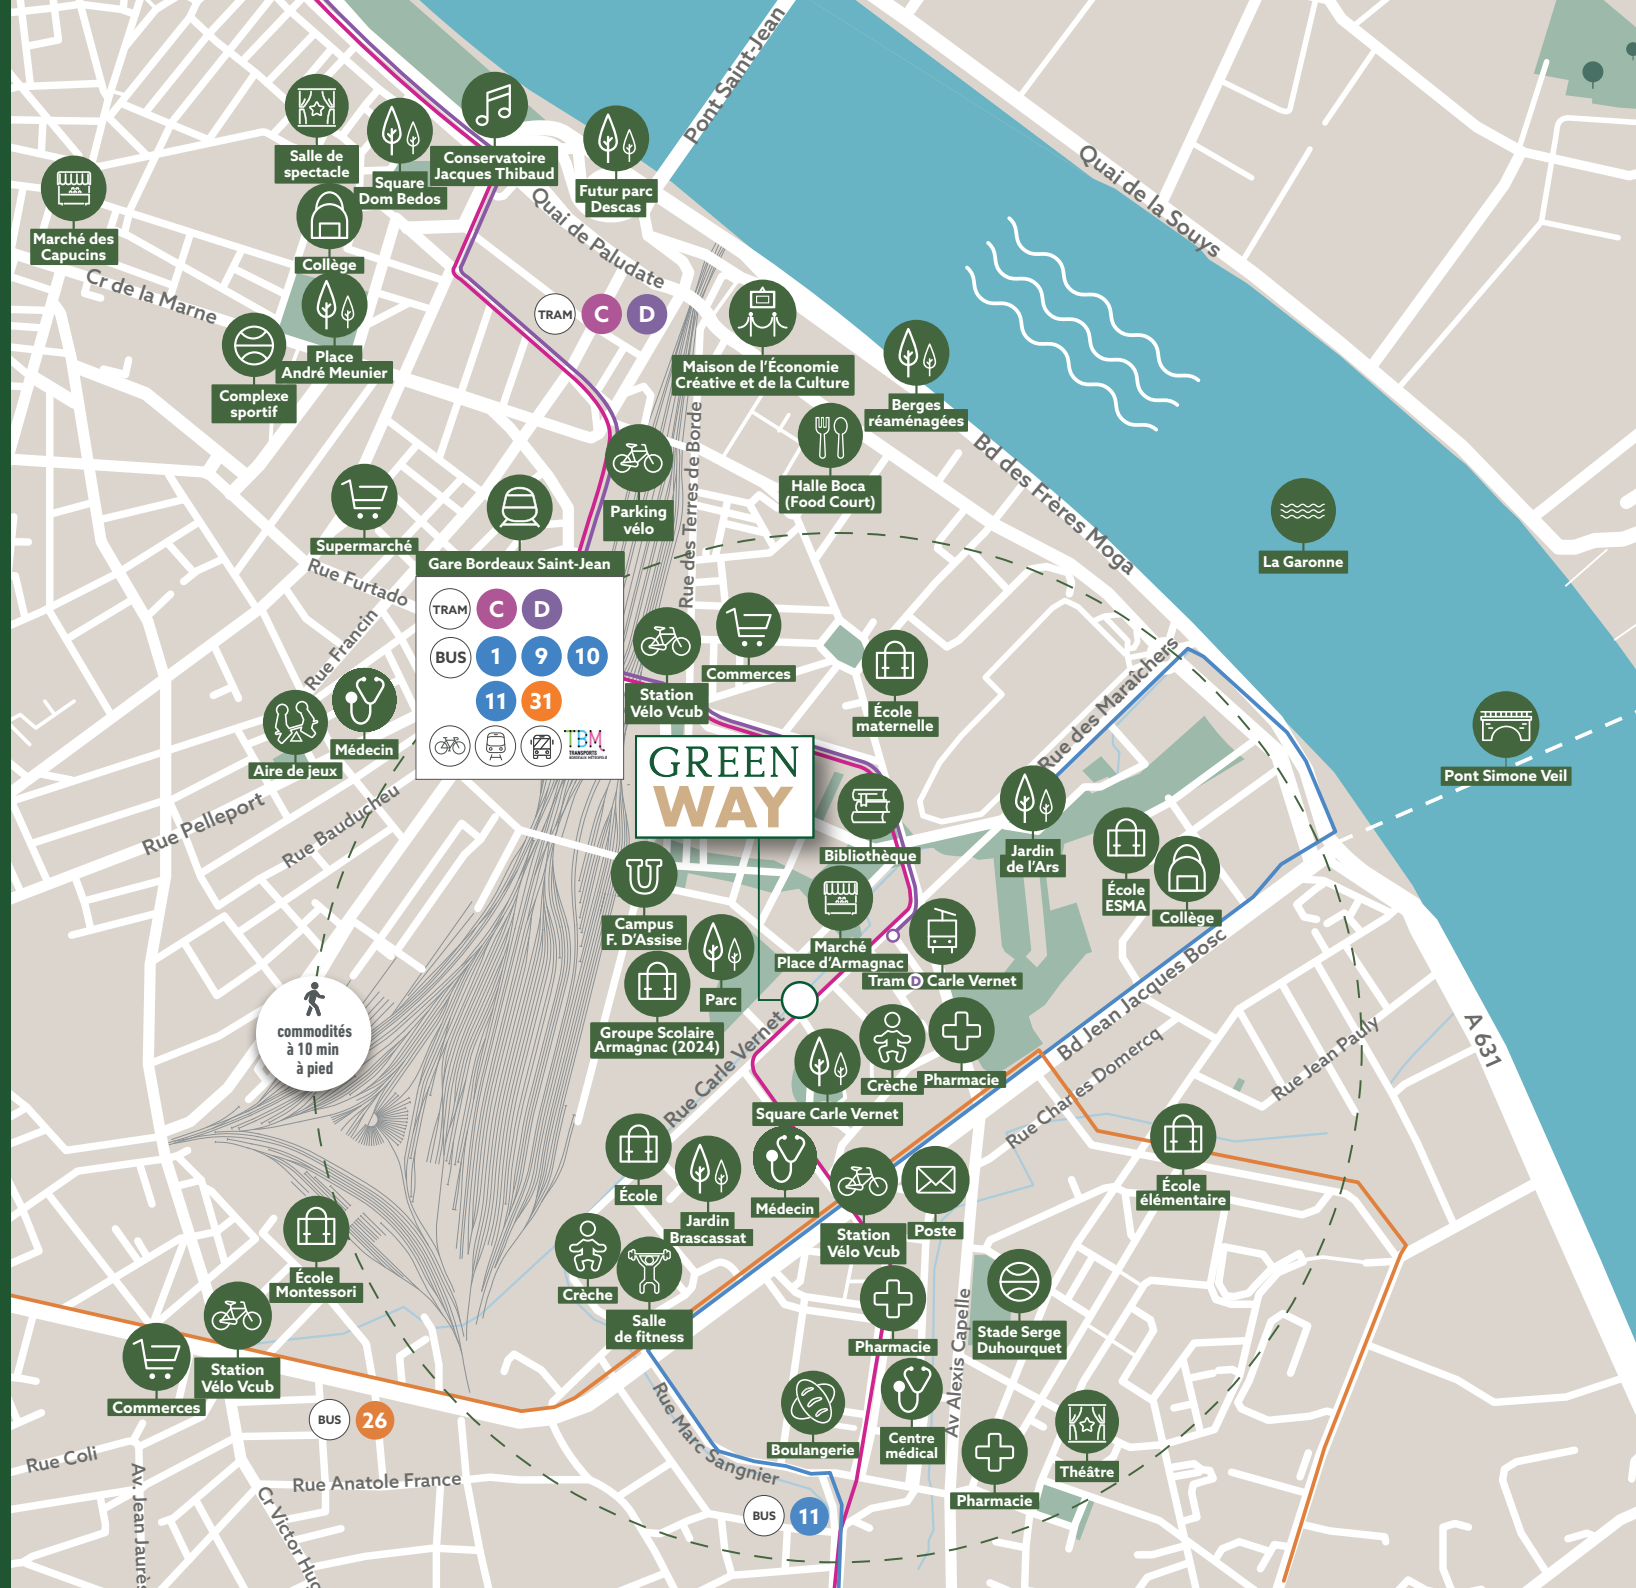 Pont Saint-Jean
Quai de la Souys
Salle de
spectacle
Square
Dom Bedos
Conservatoire
Jacques Thibaud
Futur parc
Descas
Marché des
Capucins
Collège
Quai de Paludate
Cr de la Marne
TRAM
C
D
Place
André Meunier
Complexe
sportif
Maison de l'Économie
Créative et de la Culture
Berges
réaménagées
Rue des Terres de Borde
Bd des Frères Moga
Halle Boca
(Food Court)
Parking
vélo
Supermarché
La Garonne
Gare Bordeaux Saint-Jean
TRAM
C
D
BUS
1
9
10
11
31
TBM
TRANSPORTS
BORDEAUX MÉTROPOLE
Rue Furtado
Rue Francin
Station
Vélo Vcub
Commerces
École
maternelle
Rue des Maraîchers
Médecin
Aire de jeux
Pont Simone Veil
GREEN
WAY
Rue Pelleport
Rue Bauducheu
Bibliothèque
Jardin
de l'Ars
École
ESMA
Collège
Campus
F. D'Assise
Marché
Place d'Armagnac
Tram D Carle Vernet
Parc
Groupe Scolaire
Armagnac (2024)
commodités
à 10 min
à pied
Rue Carle Vernet
Bd Jean Jacques Bosc
A 631
Crèche
Pharmacie
Square Carle Vernet
Rue Charles Domercq
Rue Jean Pauly
École
Jardin
Brascassat
Médecin
Station
Vélo Vcub
Poste
École
élémentaire
Crèche
Salle
de fitness
École
Montessori
Pharmacie
Stade Serge
Duhourquet
Av Alexis Capelle
Station
Vélo Vcub
Commerces
BUS
26
Rue Marc Sangnier
Boulangerie
Centre
médical
Pharmacie
Théâtre
Rue Coli
Av. Jean Jaurès
Rue Anatole France
Cr Victor Hug
BUS
11